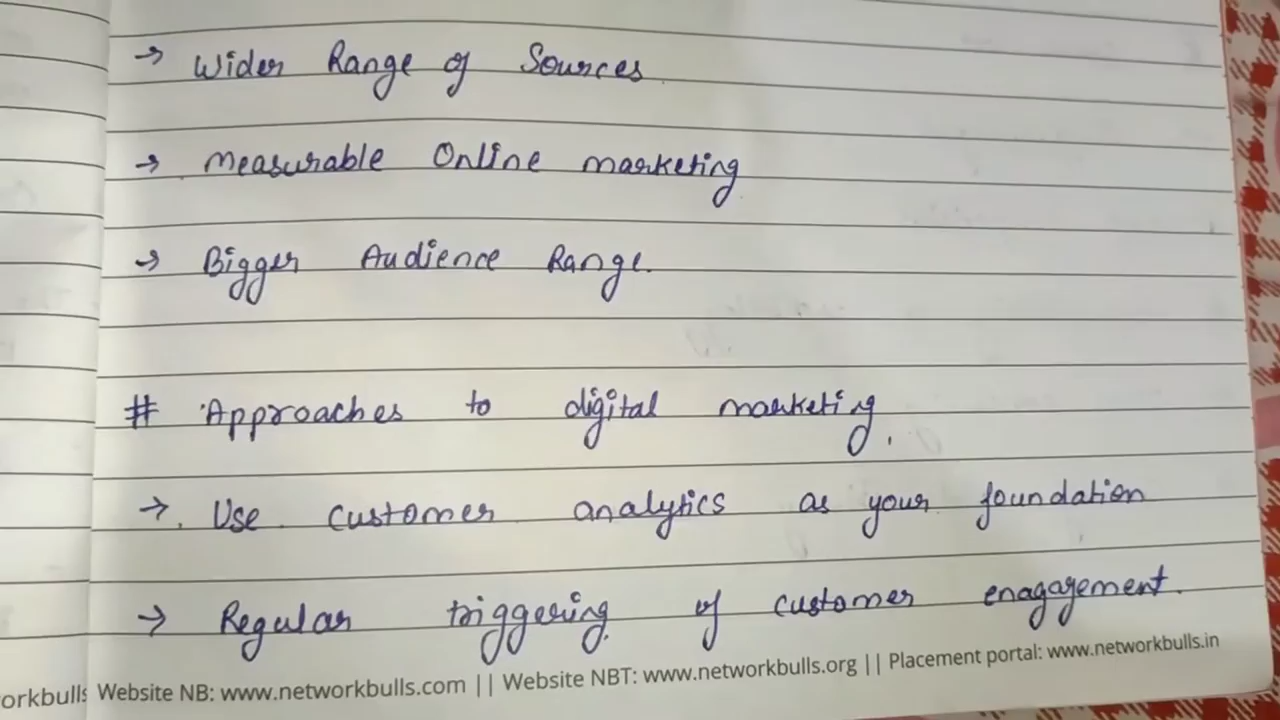 → Wider Range of Sources
→ Measurable Online marketing
→ Bigger Audience Range.
# Approaches to digital marketing.
→ Use customer analytics as your foundation
→ Regular triggering of customer enagagement.
orkbulls Website NB: www.networkbulls.com || Website NBT: www.networkbulls.org || Placement portal: www.networkbulls.in